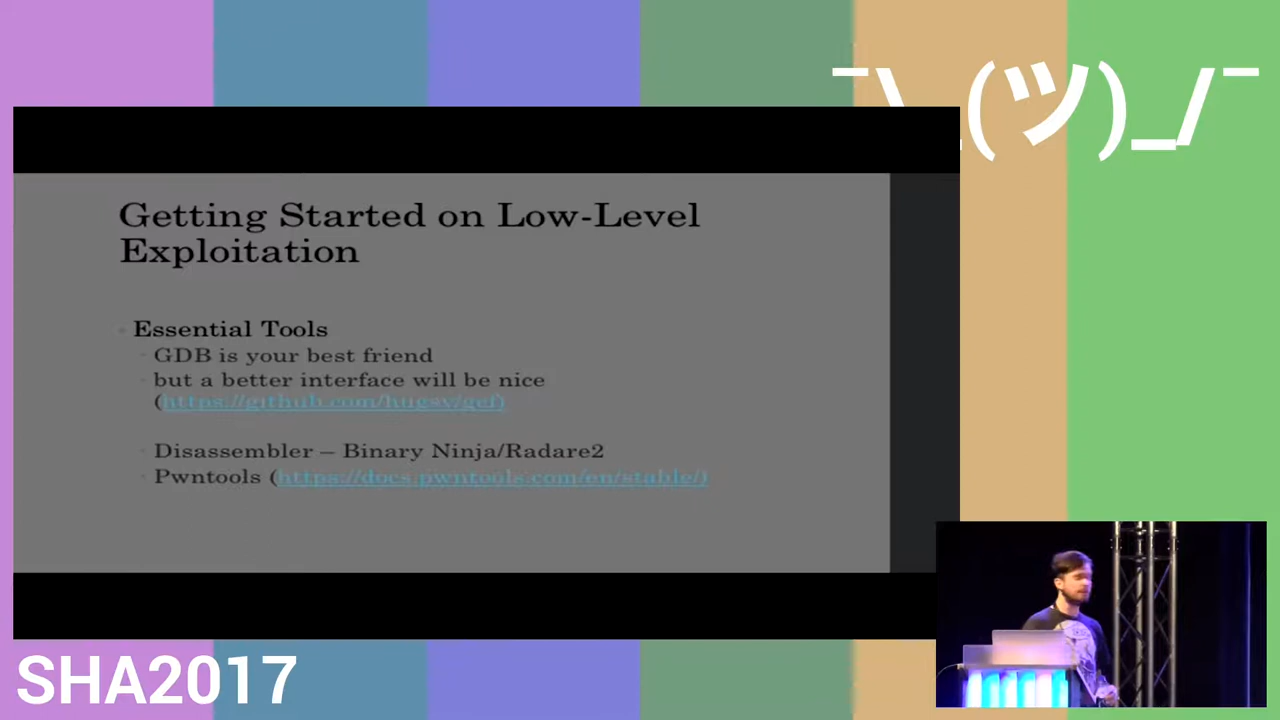 ¯\_(ツ)_/¯
Getting Started on Low-Level
Exploitation
Essential Tools
GDB is your best friend
but a better interface will be nice
(https://github.com/hugsy/gef)
Disassembler – Binary Ninja/Radare2
Pwntools (https://docs.pwntools.com/en/stable/)
SHA2017